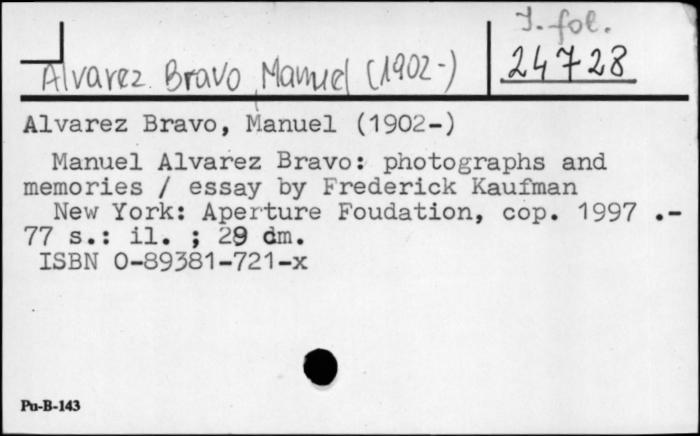 J. fol.
24728
Alvarez Bravo, Manuel (1902-)
Alvarez Bravo, Manuel (1902-)
Manuel Alvarez Bravo: photographs and
memories / essay by Frederick Kaufman
New York: Aperture Foudation, cop. 1997 .-
77 s.: il. ; 29 cm.
ISBN 0-89381-721-x
Pu-B-143